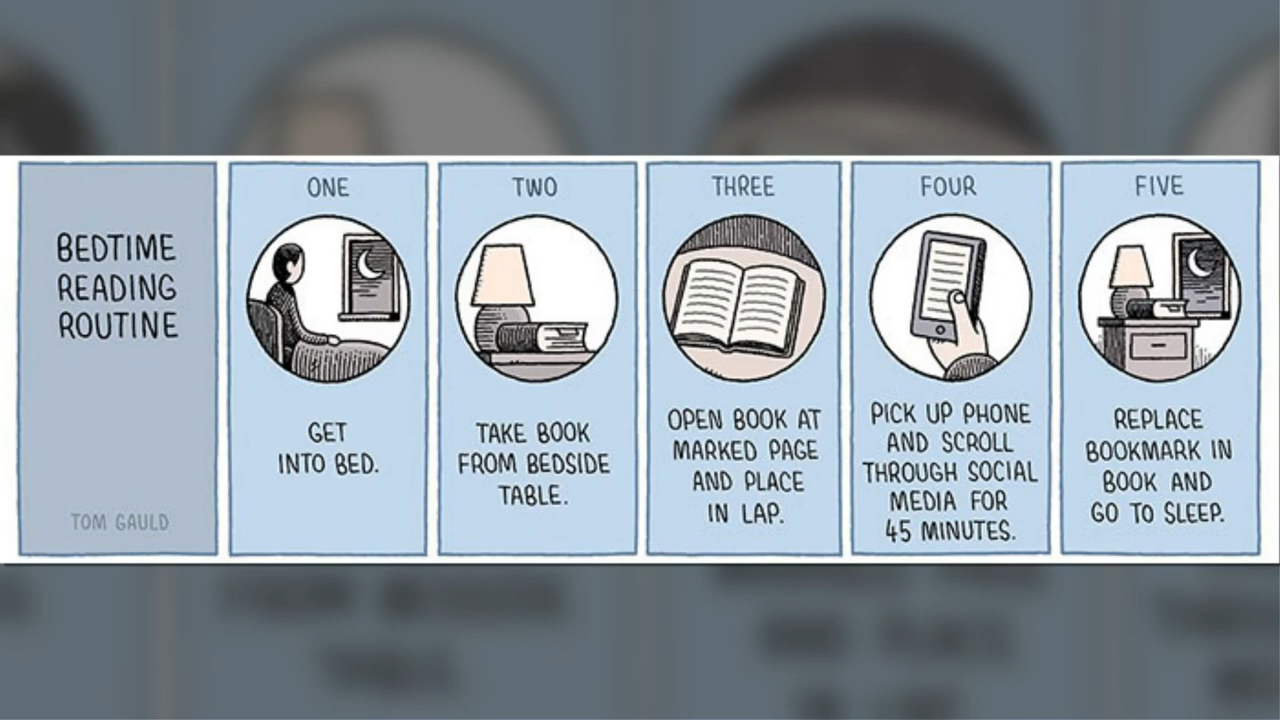 BEDTIME
READING
ROUTINE
TOM GAULD
ONE
GET
INTO BED.
TWO
TAKE BOOK
FROM BEDSIDE
TABLE.
THREE
OPEN BOOK AT
MARKED PAGE
AND PLACE
IN LAP.
FOUR
PICK UP PHONE
AND SCROLL
THROUGH SOCIAL
MEDIA FOR
45 MINUTES.
FIVE
REPLACE
BOOKMARK IN
BOOK AND
GO TO SLEEP.